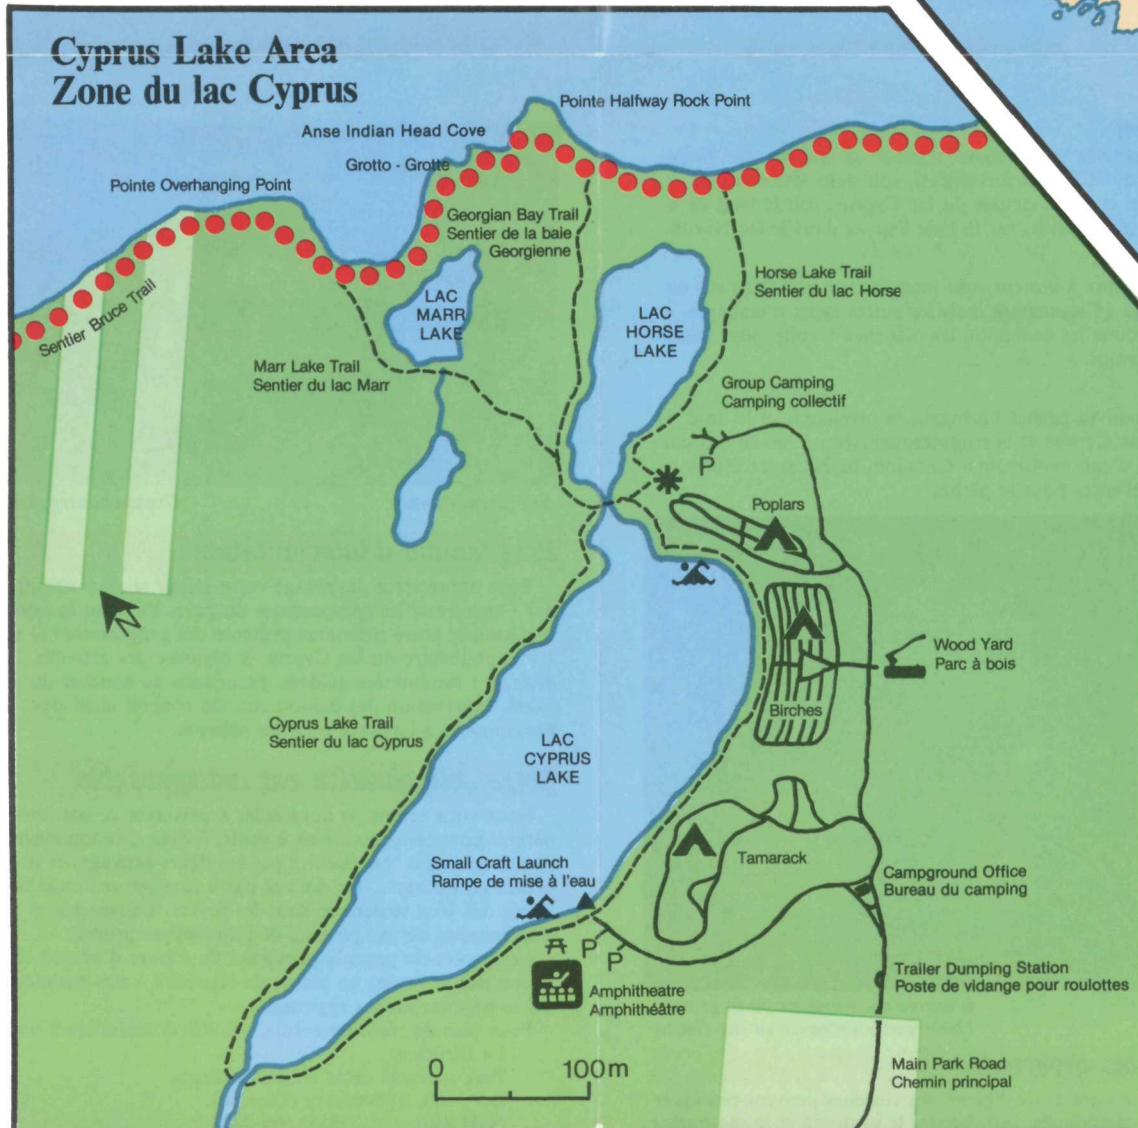 Cyprus Lake Area
Zone du lac Cyprus
Pointe Halfway Rock Point
Anse Indian Head Cove
Grotto - Grotte
Pointe Overhanging Point
Georgian Bay Trail
Sentier de la baie
Georgienne
Horse Lake Trail
Sentier du lac Horse
LAC
MARR
LAKE
LAC
HORSE
LAKE
Sentier Bruce Trail
Marr Lake Trail
Sentier du lac Marr
Group Camping
Camping collectif
P
Poplars
Wood Yard
Parc à bois
Birches
Cyprus Lake Trail
Sentier du lac Cyprus
LAC
CYPRUS
LAKE
Small Craft Launch
Rampe de mise à l'eau
Tamarack
Campground Office
Bureau du camping
P
P
Amphitheatre
Amphithéâtre
Trailer Dumping Station
Poste de vidange pour roulottes
0 100m
Main Park Road
Chemin principal
N